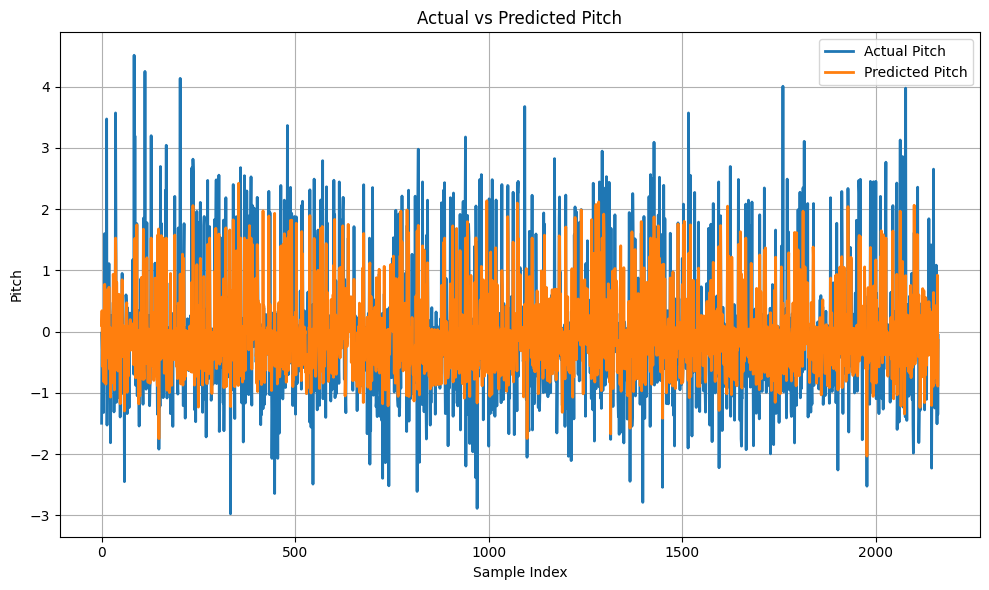 Actual vs Predicted Pitch
Actual Pitch
Predicted Pitch
4
3
2
1
0
−1
−2
−3
Pitch
0 500 1000 1500 2000
Sample Index